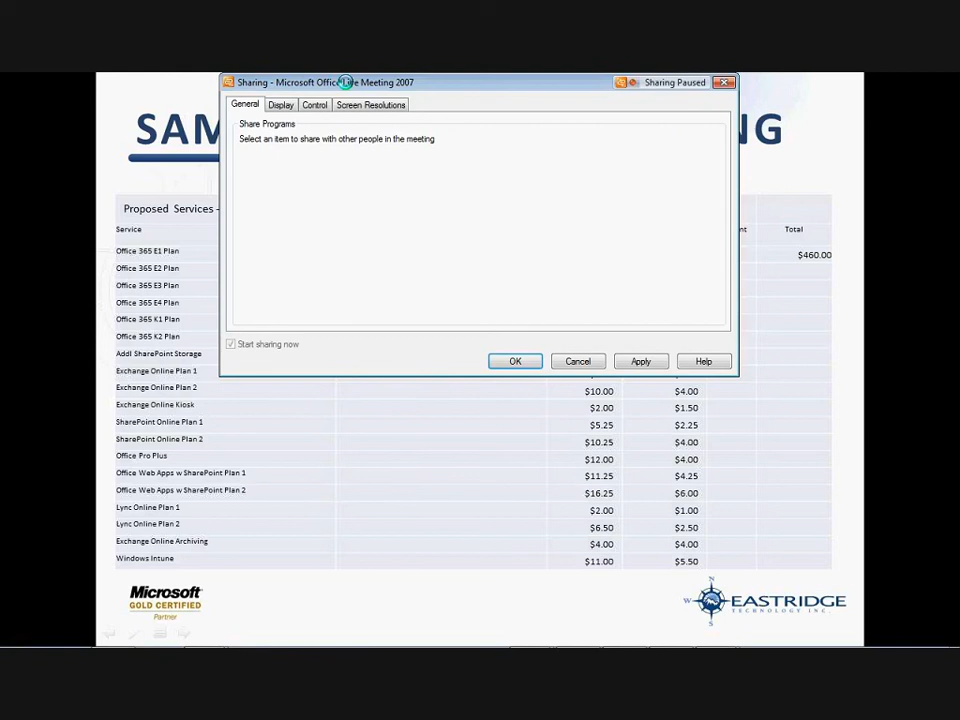 Sharing - Microsoft Office Live Meeting 2007
Sharing Paused
General Display Control Screen Resolutions
Share Programs
Select an item to share with other people in the meeting
Start sharing now
OK Cancel Apply Help
SAM NG
Proposed Services -
Service nt Total
Office 365 E1 Plan $460.00
Office 365 E2 Plan
Office 365 E3 Plan
Office 365 E4 Plan
Office 365 K1 Plan
Office 365 K2 Plan
Addl SharePoint Storage
Exchange Online Plan 1
Exchange Online Plan 2 $10.00 $4.00
Exchange Online Kiosk $2.00 $1.50
SharePoint Online Plan 1 $5.25 $2.25
SharePoint Online Plan 2 $10.25 $4.00
Office Pro Plus $12.00 $4.00
Office Web Apps w SharePoint Plan 1 $11.25 $4.25
Office Web Apps w SharePoint Plan 2 $16.25 $6.00
Lync Online Plan 1 $2.00 $1.00
Lync Online Plan 2 $6.50 $2.50
Exchange Online Archiving $4.00 $4.00
Windows Intune $11.00 $5.50
Microsoft
GOLD CERTIFIED
Partner
N
W
EASTRIDGE
TECHNOLOGY INC.
S